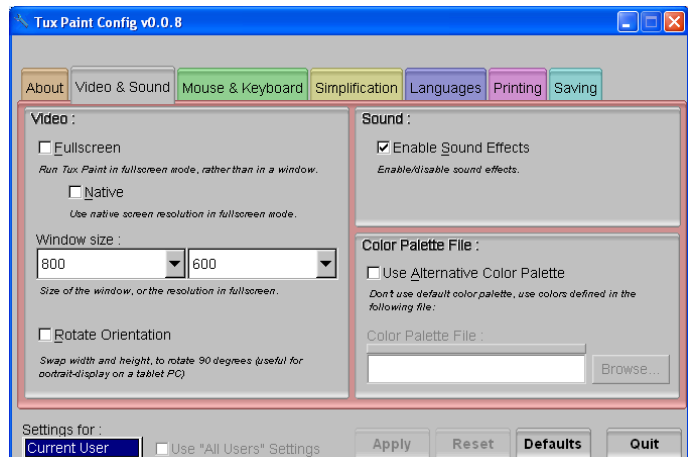 Tux Paint Config v0.0.8
About Video & Sound Mouse & Keyboard Simplification Languages Printing Saving
Video :
Fullscreen
Run Tux Paint in fullscreen mode, rather than in a window.
Native
Use native screen resolution in fullscreen mode.
Window size :
800 600
Size of the window, or the resolution in fullscreen.
Rotate Orientation
Swap width and height, to rotate 90 degrees (useful for
portrait-display on a tablet PC)
Sound :
Enable Sound Effects
Enable/disable sound effects.
Color Palette File :
Use Alternative Color Palette
Don't use default color palette, use colors defined in the
following file:
Color Palette File :
Browse...
Settings for :
Current User Use "All Users" Settings Apply Reset Defaults Quit